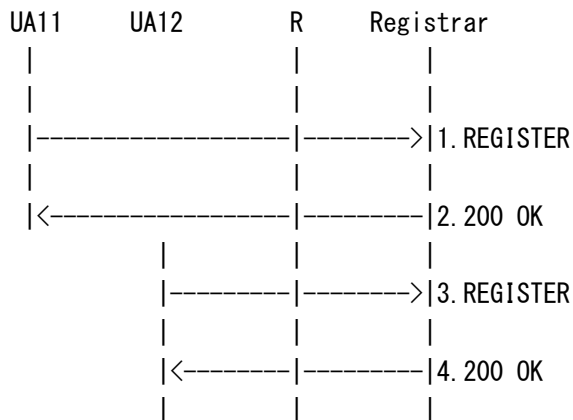 UA11 UA12 R Registrar
1.REGISTER
2.200 OK
3.REGISTER
4.200 OK